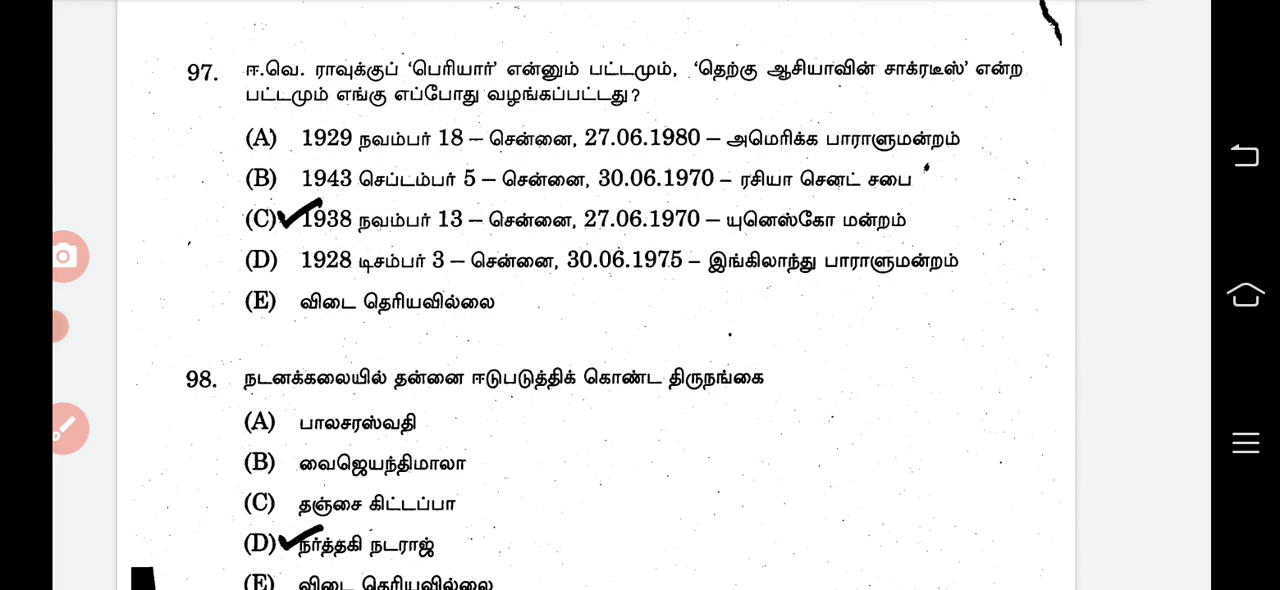 97. ஈ.வெ. ராவுக்குப் ‘பெரியார்’ என்னும் பட்டமும், ‘தெற்கு ஆசியாவின் சாக்ரடீஸ்’ என்ற
பட்டமும் எங்கு எப்போது வழங்கப்பட்டது?
(A) 1929 நவம்பர் 18 – சென்னை, 27.06.1980 – அமெரிக்க பாராளுமன்றம்
(B) 1943 செப்டம்பர் 5 – சென்னை, 30.06.1970 – ரசியா செனட் சபை
(C) 1938 நவம்பர் 13 – சென்னை, 27.06.1970 – யுனெஸ்கோ மன்றம்
(D) 1928 டிசம்பர் 3 – சென்னை, 30.06.1975 – இங்கிலாந்து பாராளுமன்றம்
(E) விடை தெரியவில்லை
98. நடனக்கலையில் தன்னை ஈடுபடுத்திக் கொண்ட திருநங்கை
(A) பாலசரஸ்வதி
(B) வைஜெயந்திமாலா
(C) தஞ்சை கிட்டப்பா
(D) நர்த்தகி நடராஜ்
(E) விடை தெரியவில்லை